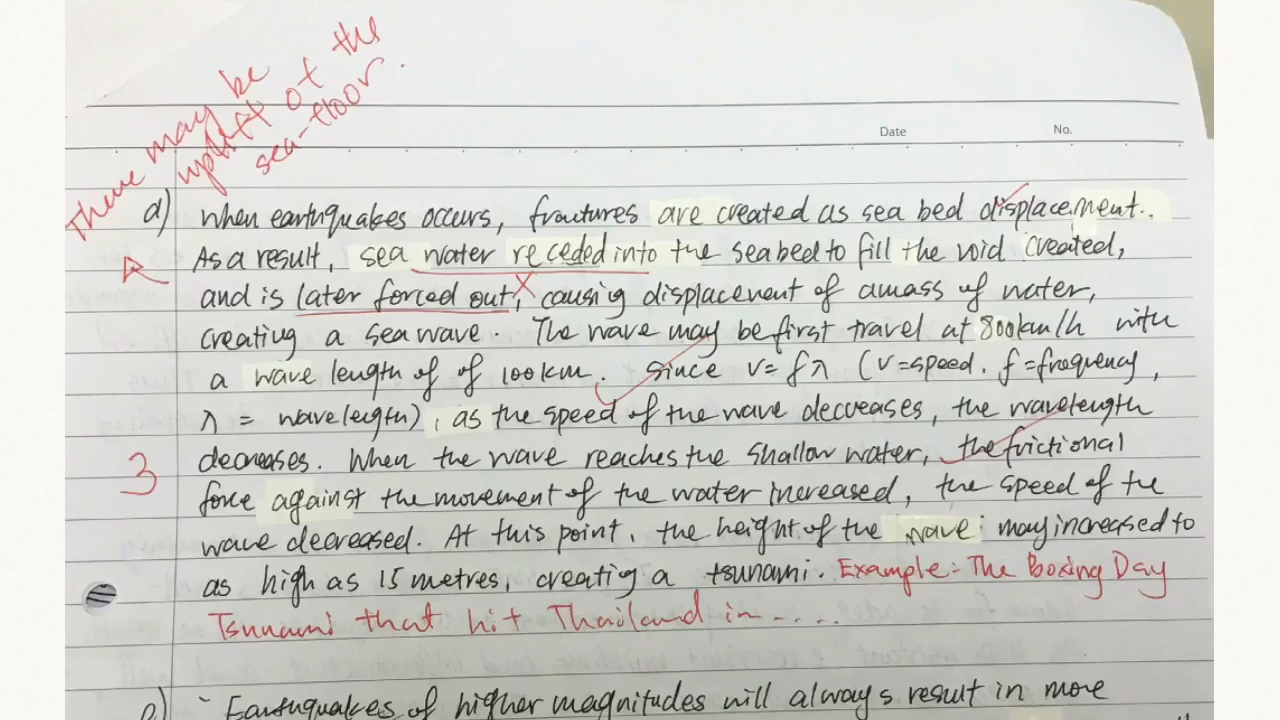 There may be
uplift of the
sea-floor.
Date
No.
d) When earthquakes occurs, fractures are created as sea bed displacement.
As a result, sea water receded into the seabed to fill the void created,
and is later forced out, causing displacement of a mass of water,
creating a sea wave. The wave may be first travel at 800km/h with
a wave length of of 100km. Since v=fλ (v=speed. f=frequency,
λ = wavelegth), as the speed of the wave decreases, the wavelength
decreases. When the wave reaches the shallow water, the frictional
3
force against the movement of the water increased, the speed of the
wave decreased. At this point, the height of the wave may increased to
as high as 15 metres, creatig a tsunami. Example: The Boxing Day
Tsunami that hit Thailand in....
e) - Earthquakes of higher magnitudes will always result in more